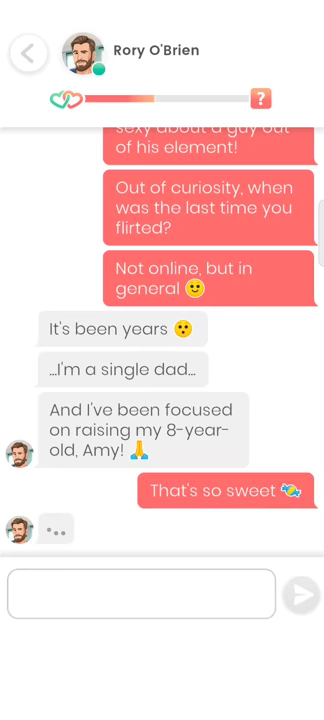 Rory O'Brien
?
sexy about a guy out
of his element!
Out of curiosity, when
was the last time you
flirted?
Not online, but in
general 🙂
It's been years 😯
...I'm a single dad...
And I've been focused
on raising my 8-year-
old, Amy! 🙏
That's so sweet 🍬
...